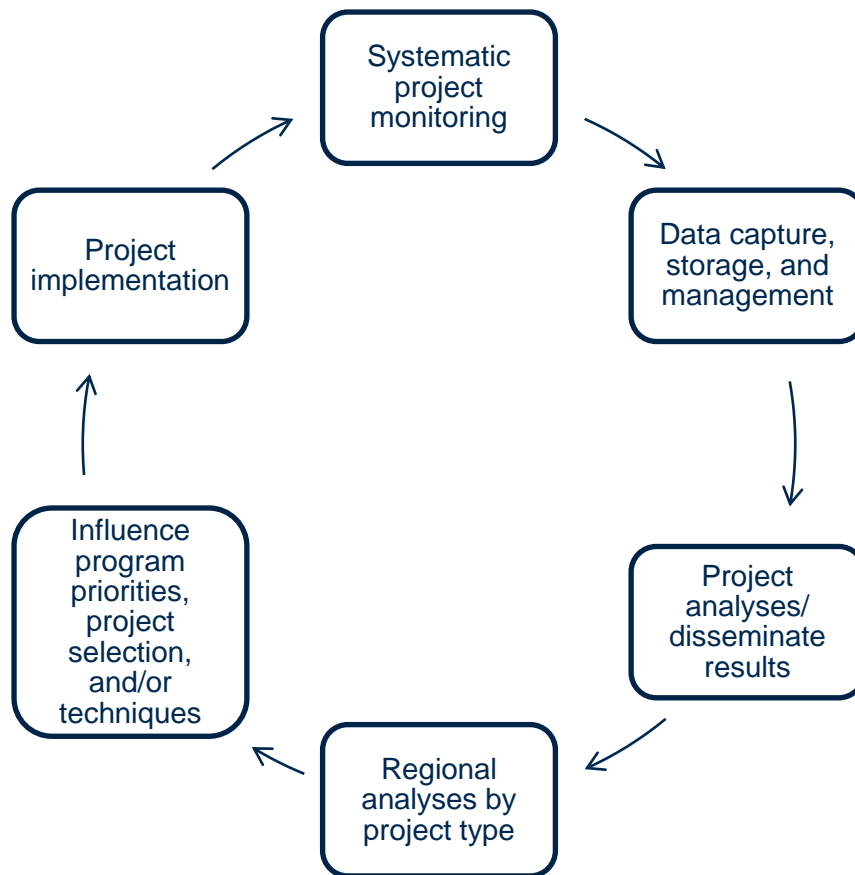 Systematic
project
monitoring
Data capture,
storage, and
management
Project
analyses/
disseminate
results
Regional
analyses by
project type
Influence
program
priorities,
project
selection,
and/or
techniques
Project
implementation